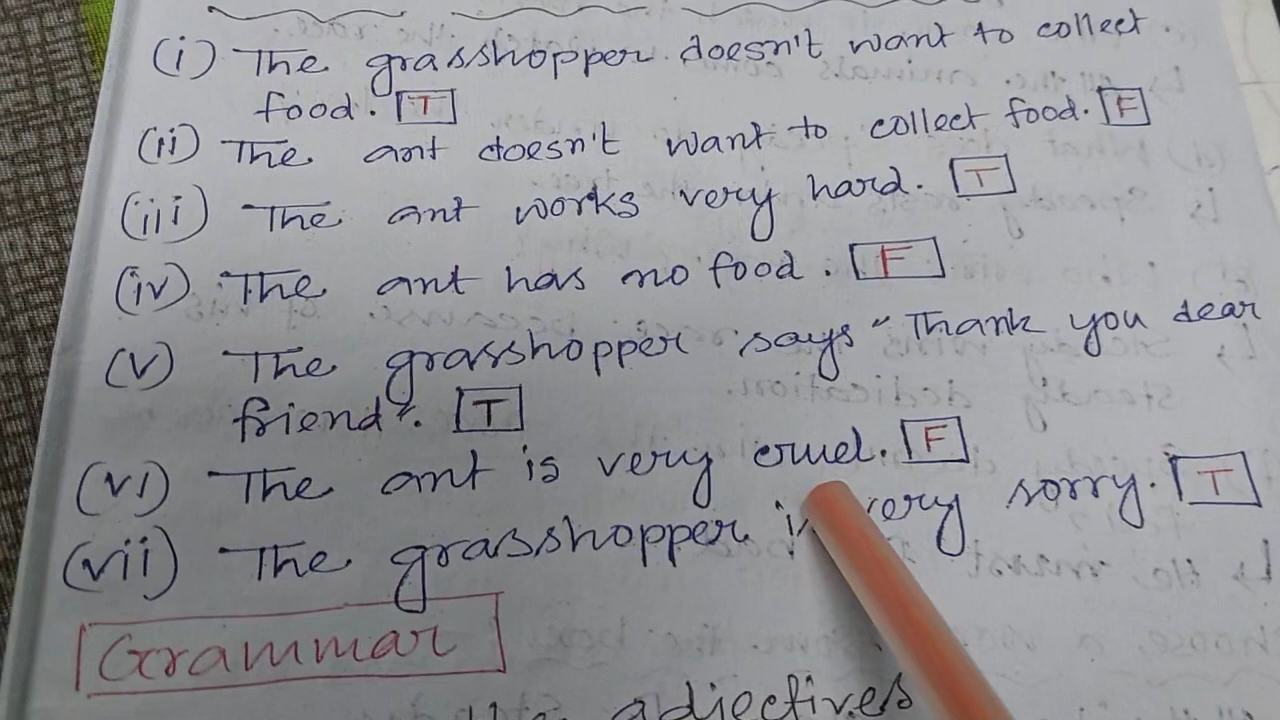 (i) The grasshopper doesn't want to collect
food. T
(ii) The ant doesn't want to collect food. F
(iii) The ant works very hard. T
(iv) The ant has no food. F
(v) The grasshopper says "Thank you dear
friend". T
(vi) The ant is very cruel. F
(vii) The grasshopper is very sorry. T
Grammar
adjectives